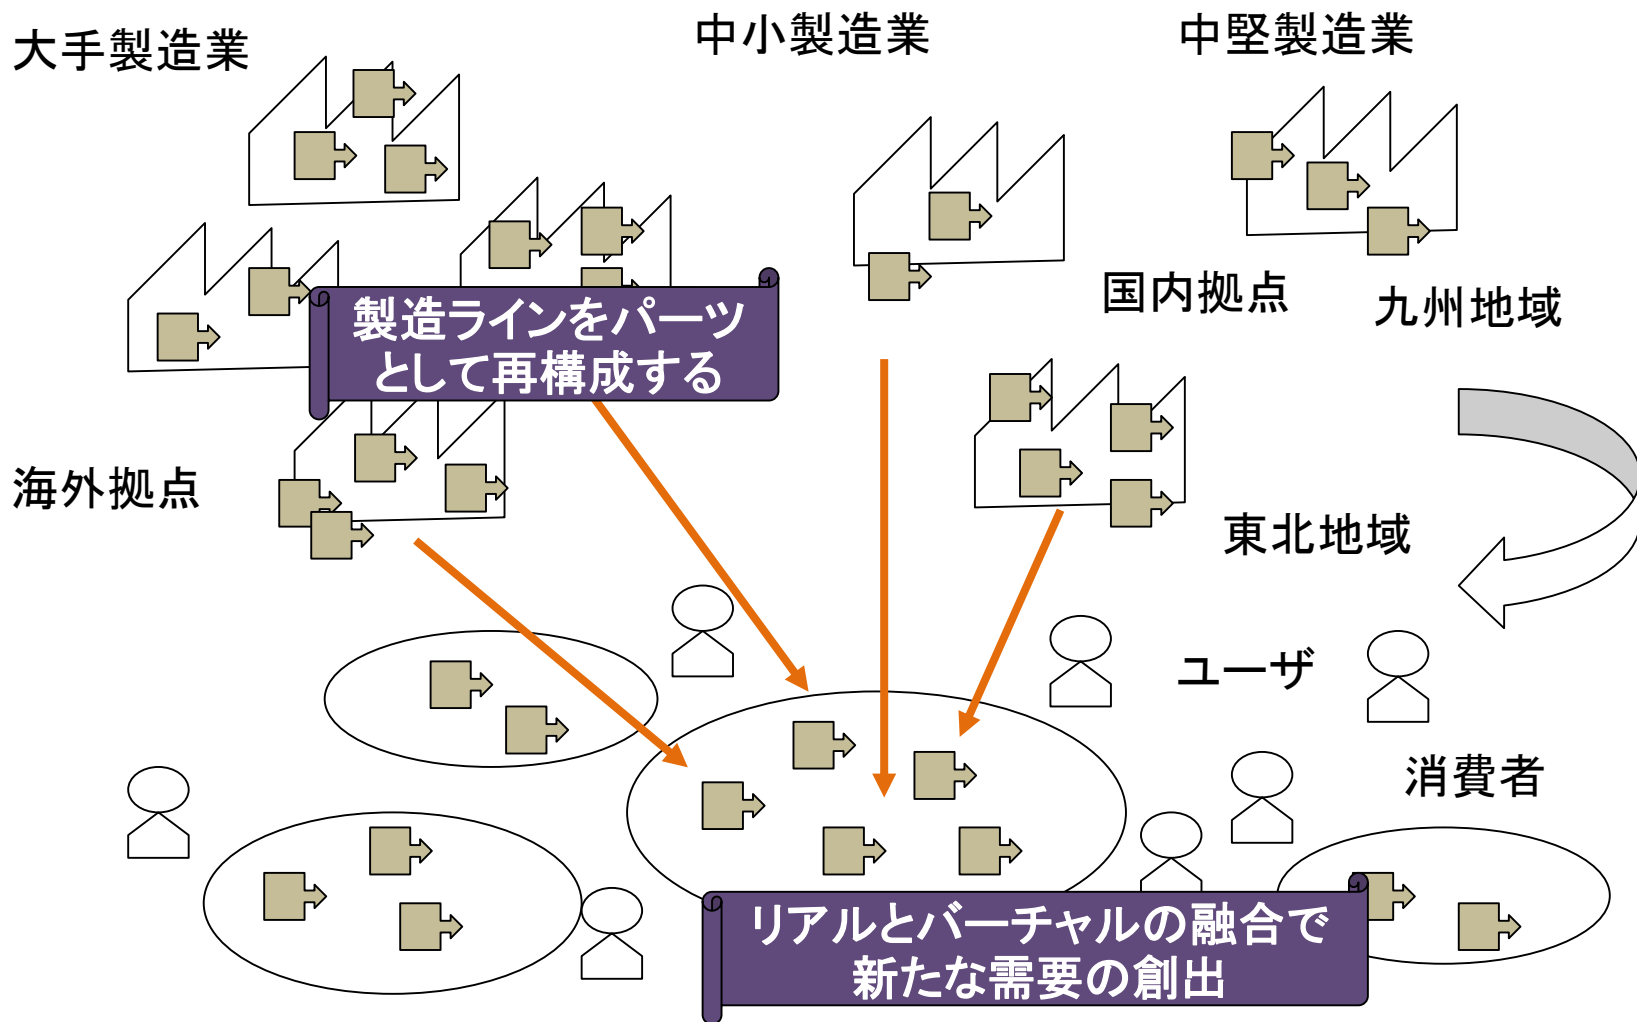 大手製造業
中小製造業
中堅製造業
国内拠点
九州地域
製造ラインをパーツ
として再構成する
海外拠点
東北地域
ユーザ
消費者
リアルとバーチャルの融合で
新たな需要の創出